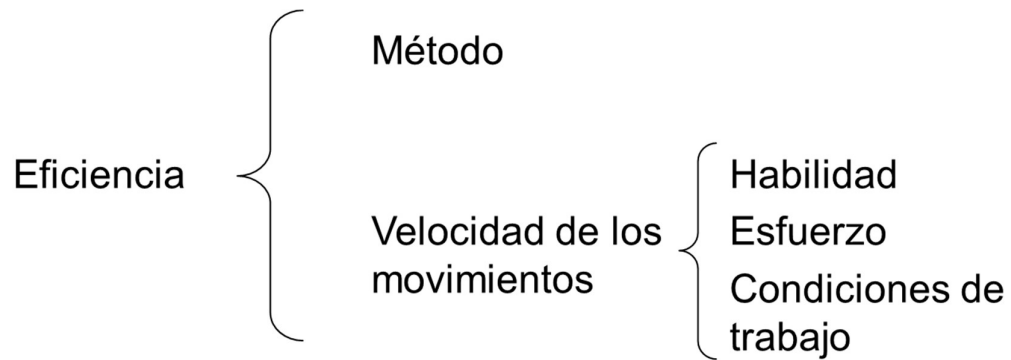 Método
Eficiencia
Velocidad de los
movimientos
Habilidad
Esfuerzo
Condiciones de
trabajo